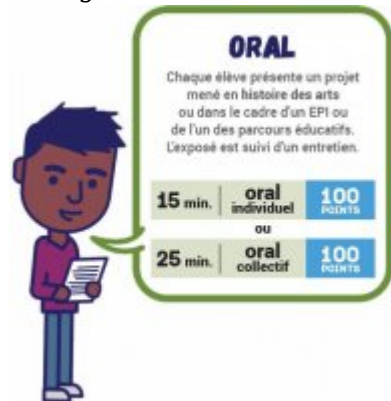 ORAL
Chaque élève présente un projet
mené en histoire des arts
ou dans le cadre d'un EPI ou
de l'un des parcours éducatifs.
L'exposé est suivi d'un entretien.
15 min. oral individuel 100 POINTS
ou
25 min. oral collectif 100 POINTS